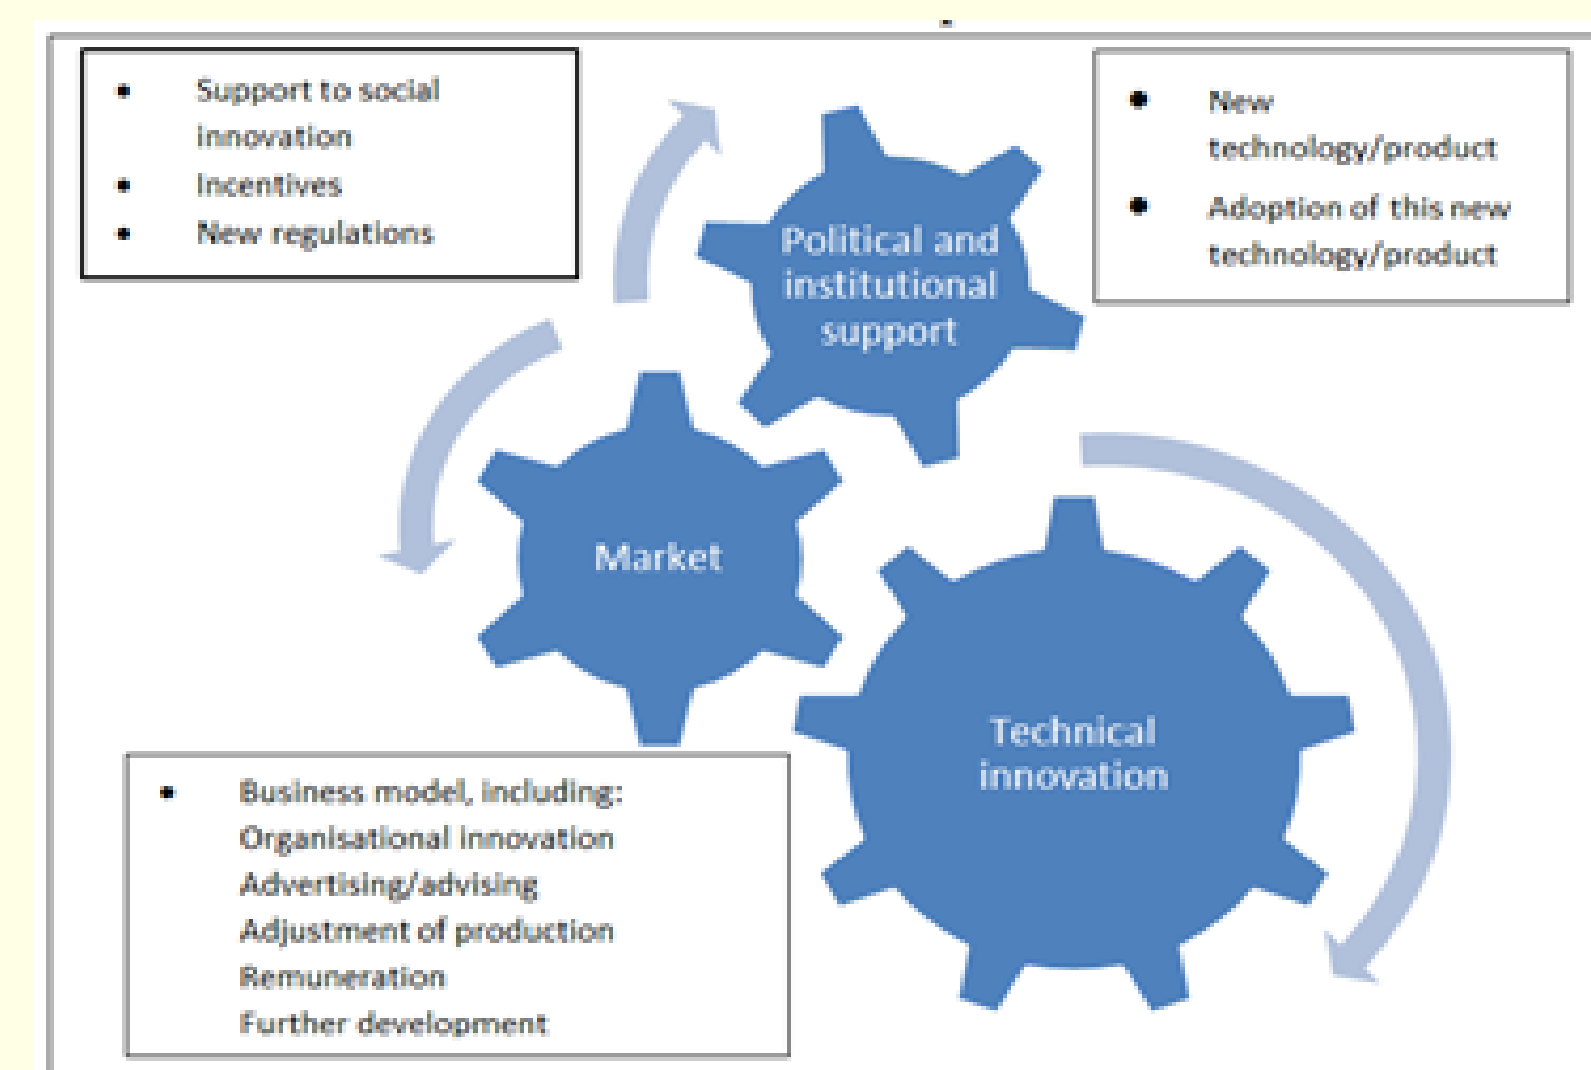 • Support to social
innovation
• Incentives
• New regulations
• New
technology/product
• Adoption of this new
technology/product
Political and
institutional
support
Market
Technical
innovation
• Business model, including:
Organisational innovation
Advertising/advising
Adjustment of production
Remuneration
Further development